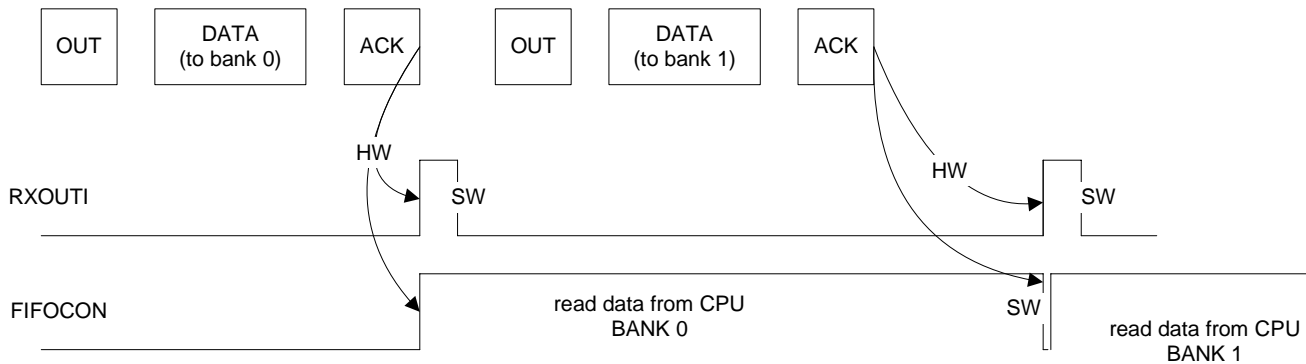 OUT
DATA
(to bank 0)
ACK
OUT
DATA
(to bank 1)
ACK
HW
HW
RXOUTI
SW
SW
FIFOCON
read data from CPU
BANK 0
SW
read data from CPU
BANK 1